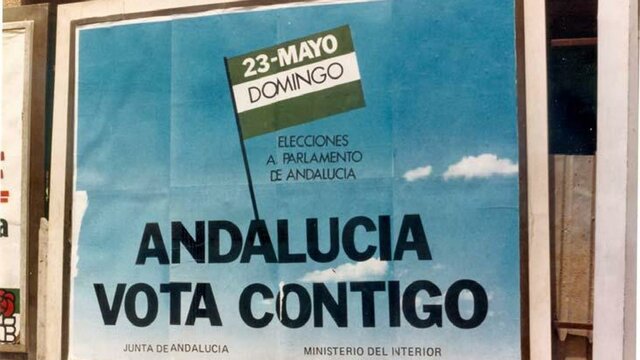 23-MAYO
DOMINGO
ELECCIONES
A PARLAMENTO
DE ANDALUCIA
ANDALUCIA
VOTA CONTIGO
JUNTA DE ANDALUCIA
MINISTERIO DEL INTERIOR